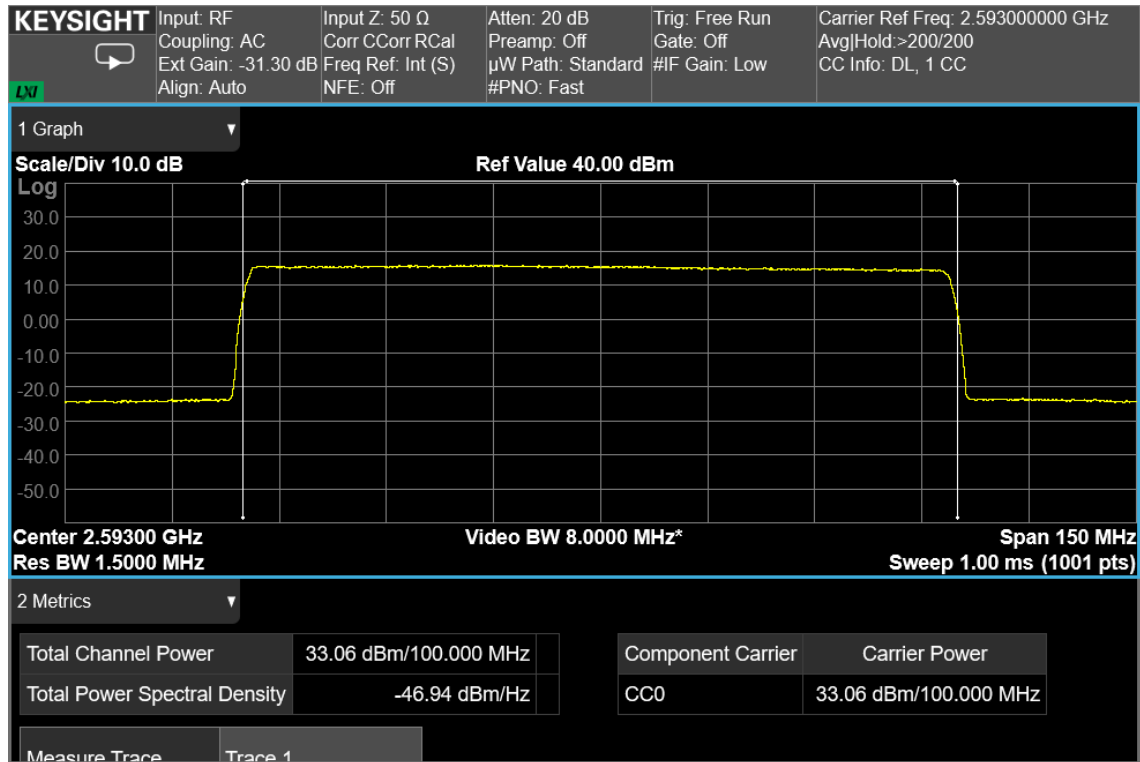 KEYSIGHT Input: RF Input Z: 50 Ω Atten: 20 dB Trig: Free Run Carrier Ref Freq: 2.593000000 GHz
Coupling: AC Corr CCorr RCal Preamp: Off Gate: Off Avg|Hold:>200/200
Ext Gain: -31.30 dB Freq Ref: Int (S) µW Path: Standard #IF Gain: Low CC Info: DL, 1 CC
LXI Align: Auto NFE: Off #PNO: Fast
1 Graph
Scale/Div 10.0 dB Ref Value 40.00 dBm
Log
30.0
20.0
10.0
0.00
-10.0
-20.0
-30.0
-40.0
-50.0
Center 2.59300 GHz Video BW 8.0000 MHz* Span 150 MHz
Res BW 1.5000 MHz Sweep 1.00 ms (1001 pts)
2 Metrics
Total Channel Power 33.06 dBm/100.000 MHz Component Carrier Carrier Power
Total Power Spectral Density -46.94 dBm/Hz CC0 33.06 dBm/100.000 MHz
Measure Trace Trace 1